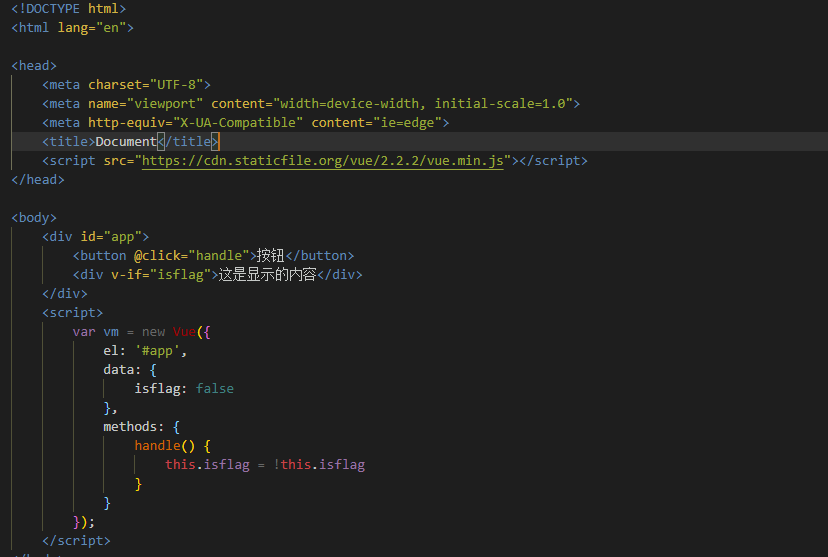 <!DOCTYPE html>
<html lang="en">
<head>
<meta charset="UTF-8">
<meta name="viewport" content="width=device-width, initial-scale=1.0">
<meta http-equiv="X-UA-Compatible" content="ie=edge">
<title>Document</title>
<script src="https://cdn.staticfile.org/vue/2.2.2/vue.min.js"></script>
</head>
<body>
<div id="app">
<button @click="handle">按钮</button>
<div v-if="isflag">这是显示的内容</div>
</div>
<script>
var vm = new Vue({
el: '#app',
data: {
isflag: false
},
methods: {
handle() {
this.isflag = !this.isflag
}
}
});
</script>